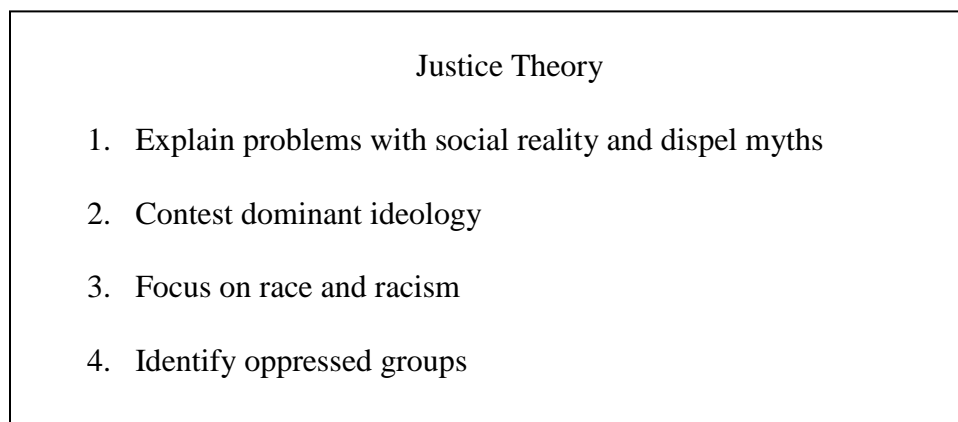 Justice Theory
1. Explain problems with social reality and dispel myths
2. Contest dominant ideology
3. Focus on race and racism
4. Identify oppressed groups